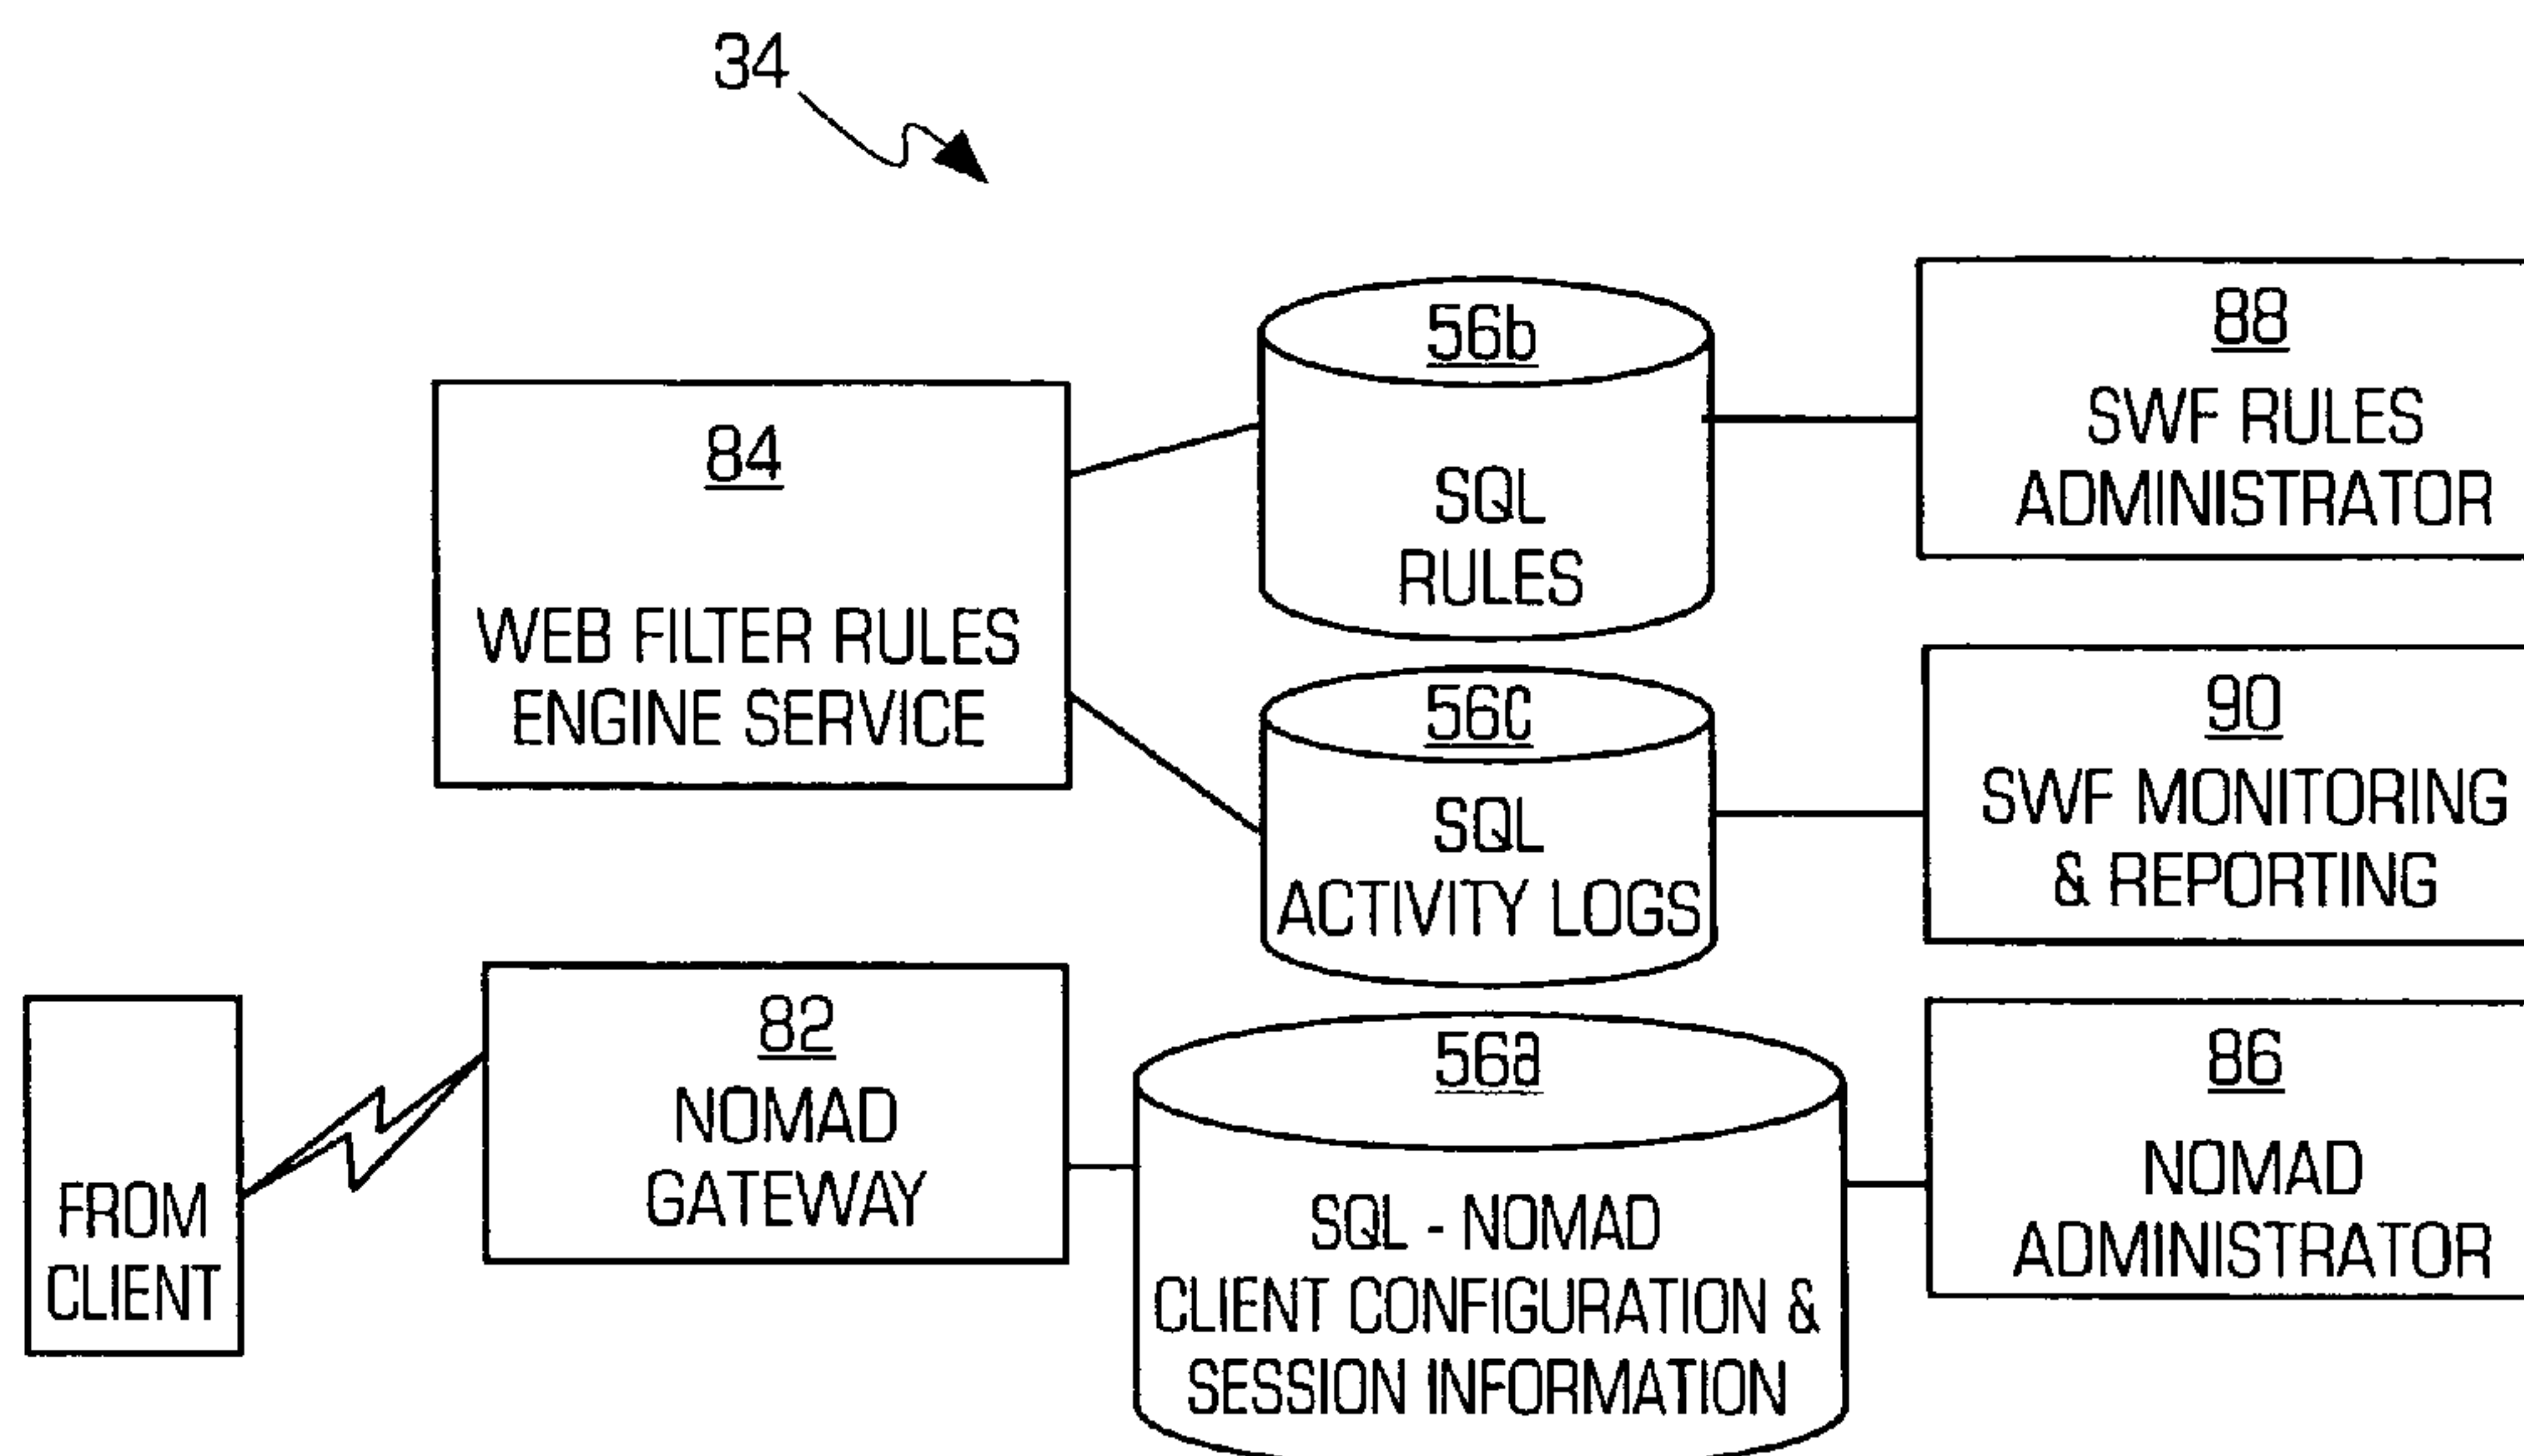 34
84
WEB FILTER RULES
ENGINE SERVICE
56b
SQL
RULES
88
SWF RULES
ADMINISTRATOR
56c
SQL
ACTIVITY LOGS
90
SWF MONITORING
& REPORTING
FROM
CLIENT
82
NOMAD
GATEWAY
56a
SQL - NOMAD
CLIENT CONFIGURATION &
SESSION INFORMATION
86
NOMAD
ADMINISTRATOR